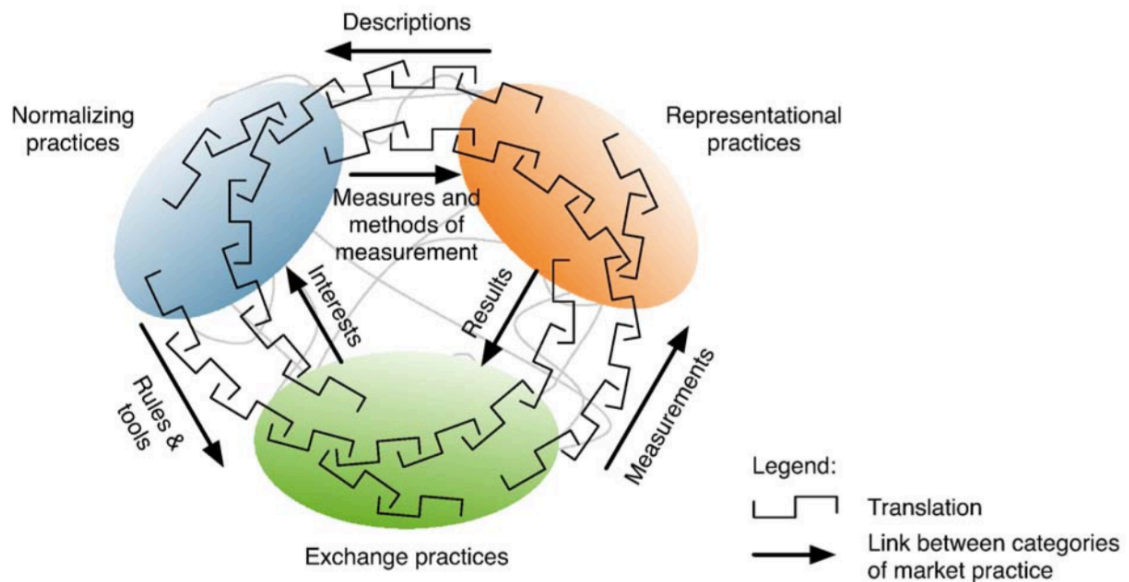 Descriptions
Normalizing
practices
Representational
practices
Measures and
methods of
measurement
Interests
Results
Rules &
tools
Measurements
Exchange practices
Legend:
Translation
Link between categories
of market practice